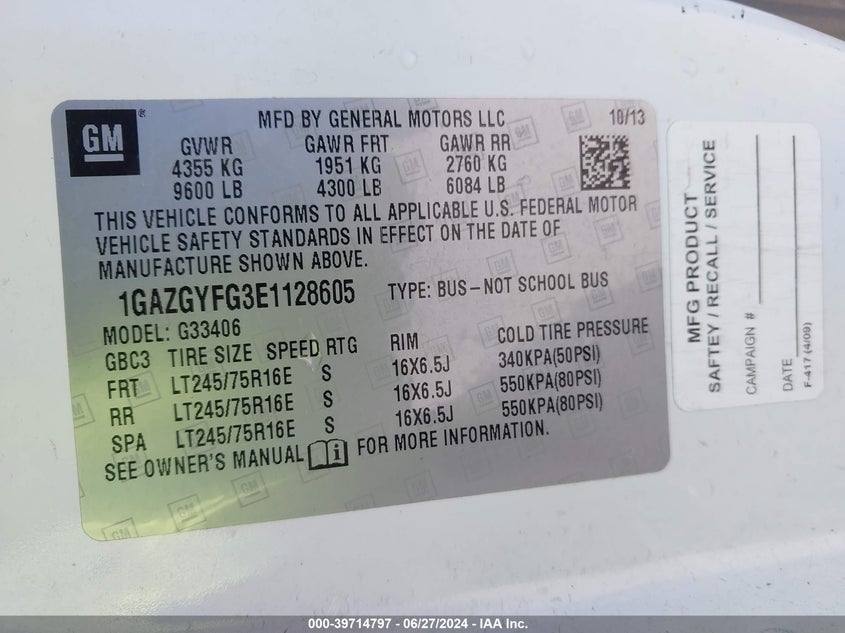 GM ®
MFD BY GENERAL MOTORS LLC 10/13
GVWR GAWR FRT GAWR RR
4355 KG 1951 KG 2760 KG
9600 LB 4300 LB 6084 LB
THIS VEHICLE CONFORMS TO ALL APPLICABLE U.S. FEDERAL MOTOR
VEHICLE SAFETY STANDARDS IN EFFECT ON THE DATE OF
MANUFACTURE SHOWN ABOVE.
1GAZGYFG3E1128605 TYPE: BUS-NOT SCHOOL BUS
MODEL: G33406
GBC3 TIRE SIZE SPEED RTG RIM COLD TIRE PRESSURE
FRT LT245/75R16E S 16X6.5J 340KPA(50PSI)
RR LT245/75R16E S 16X6.5J 550KPA(80PSI)
SPA LT245/75R16E S 16X6.5J 550KPA(80PSI)
SEE OWNER'S MANUAL FOR MORE INFORMATION.
MFG PRODUCT
SAFTEY / RECALL / SERVICE
CAMPAIGN #
DATE
F-417 (4/09)
000-39714797 - 06/27/2024 - IAA Inc.